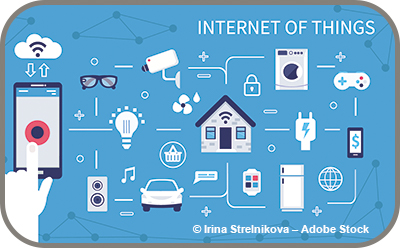 INTERNET OF THINGS
$
© Irina Strelnikova – Adobe Stock